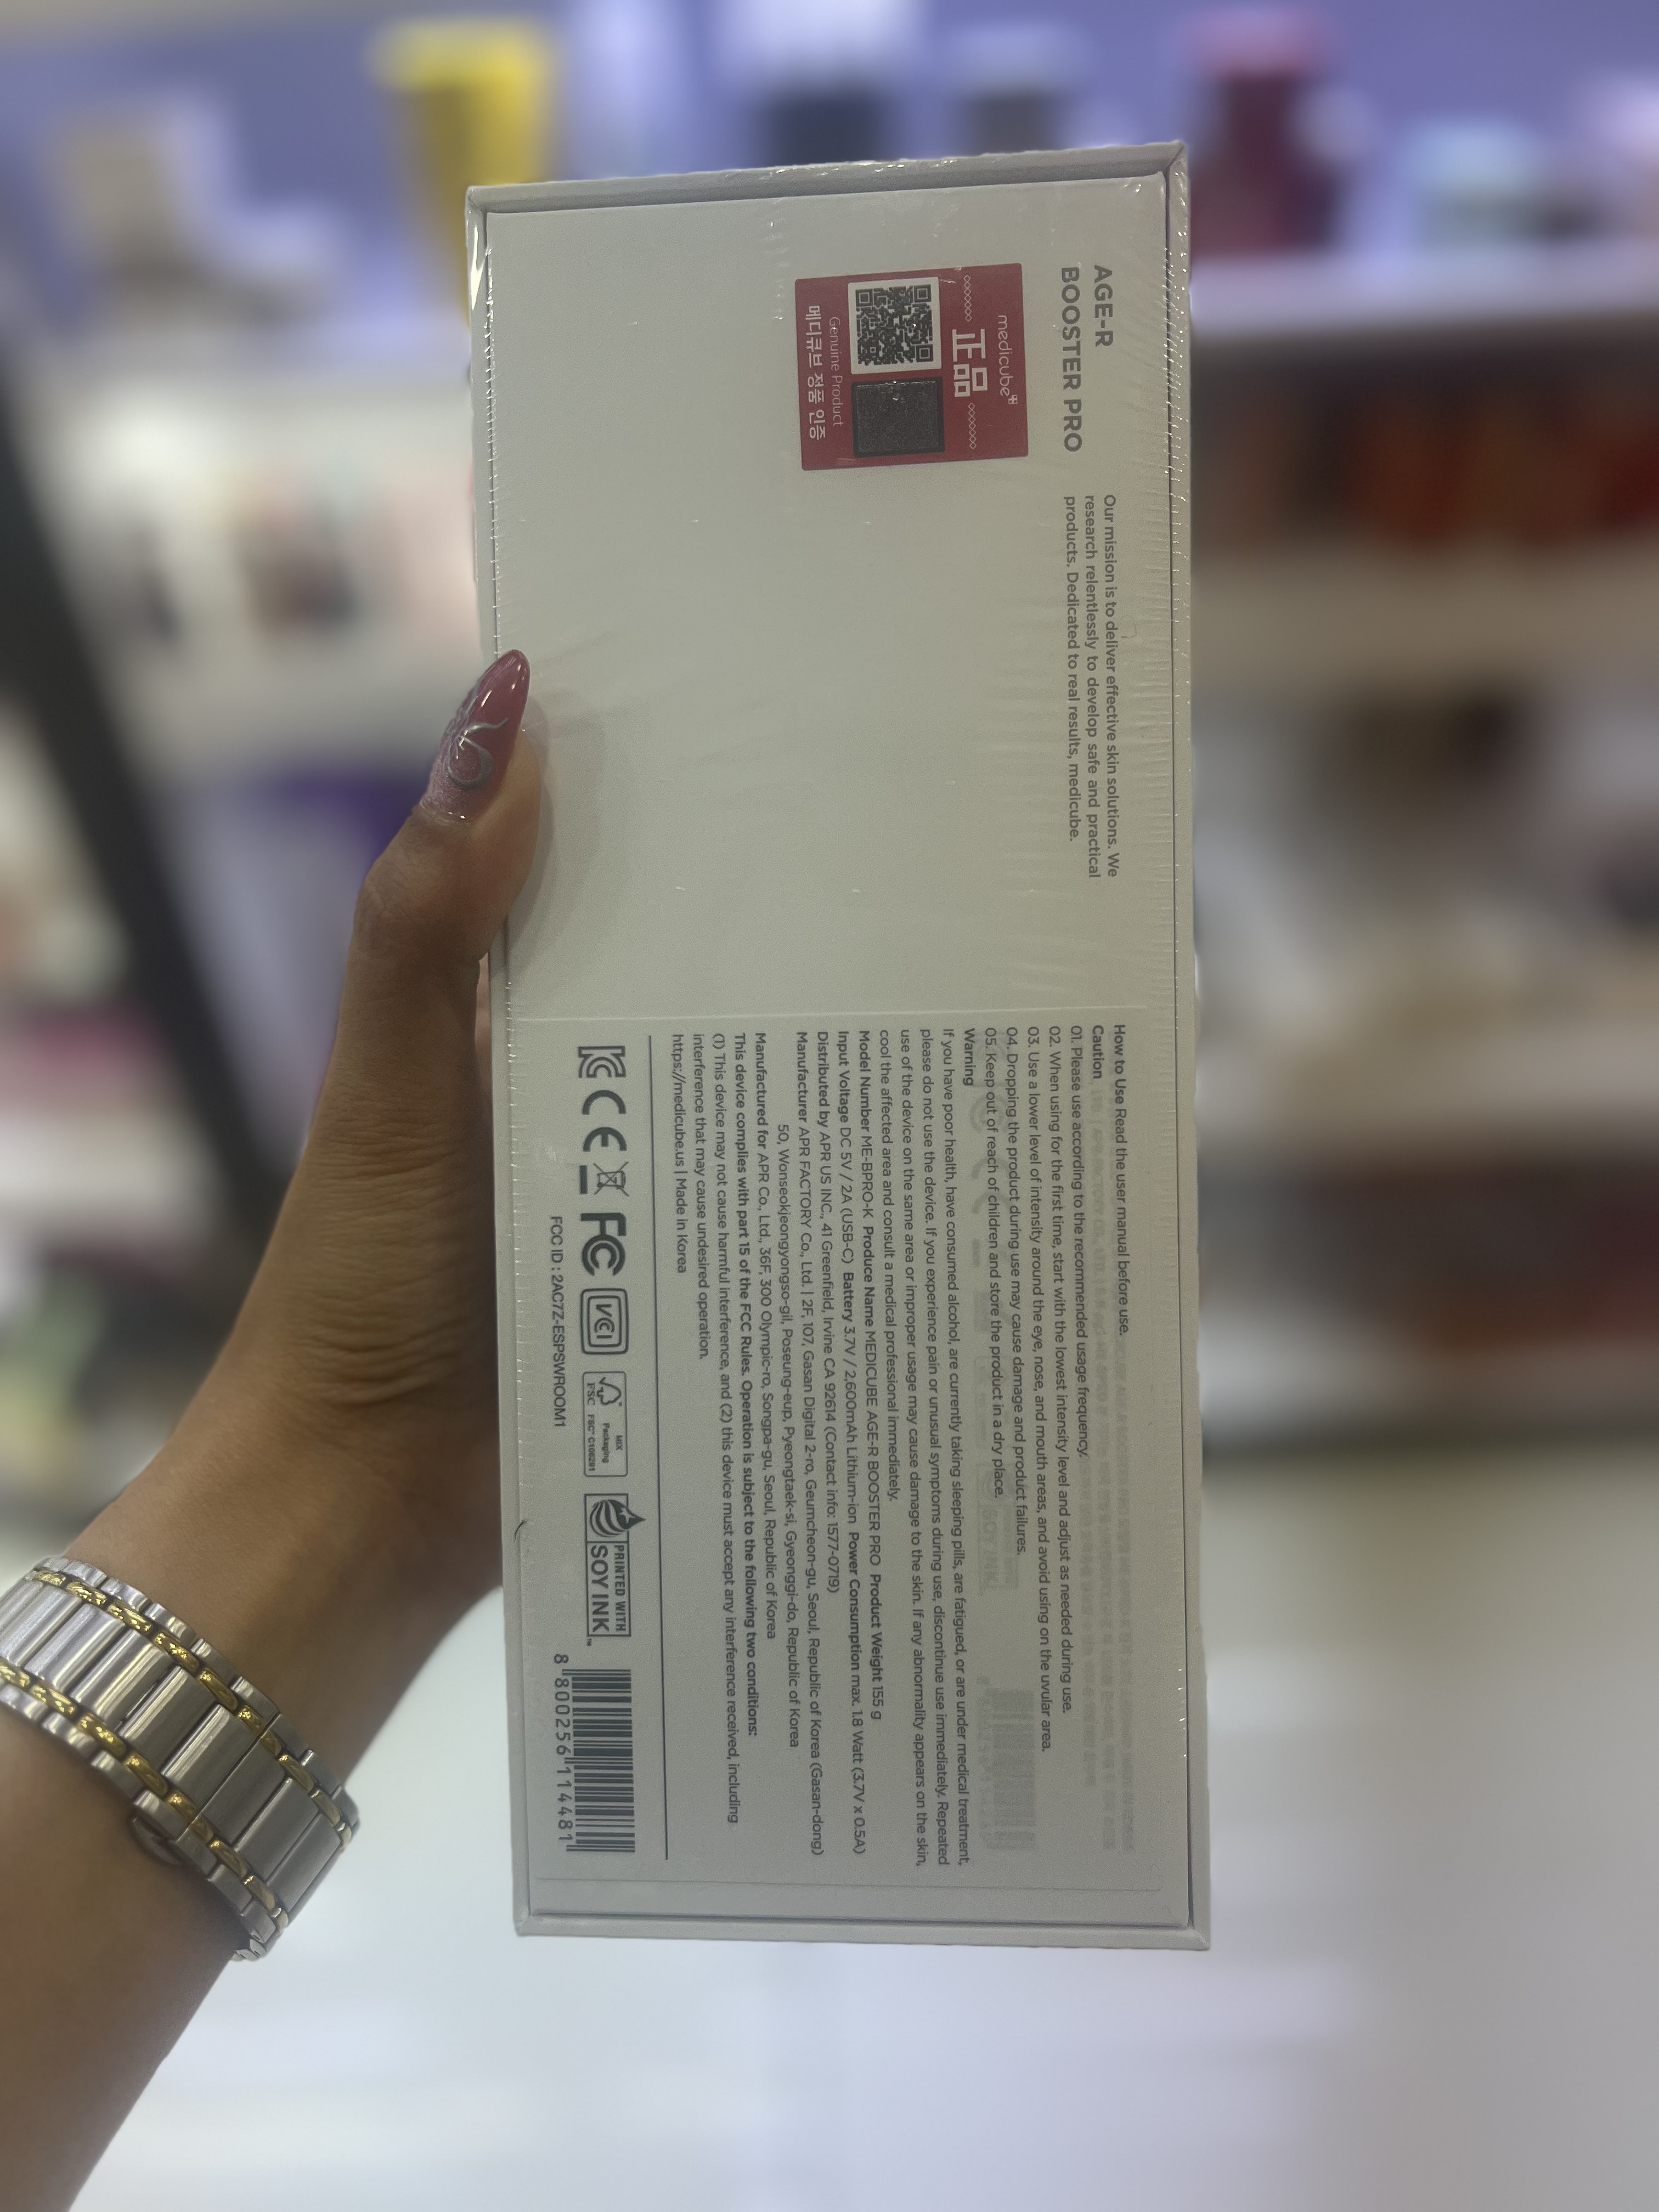 AGE-R
BOOSTER PRO
Our mission is to deliver effective skin solutions. We
research relentlessly to develop safe and practical
products. Dedicated to real results, medicube.
medicube
正品
Genuine Product
메디큐브 정품 인증
How to Use Read the user manual before use.
Caution
01. Please use according to the recommended usage frequency.
02. When using for the first time, start with the lowest intensity level and adjust as needed during use.
03. Use a lower level of intensity around the eye, nose, and mouth areas, and avoid using on the uvular area.
04. Dropping the product during use may cause damage and product failures.
05. Keep out of reach of children and store the product in a dry place.
Warning
If you have poor health, have consumed alcohol, are currently taking sleeping pills, are fatigued, or are under medical treatment,
please do not use the device. If you experience pain or unusual symptoms during use, discontinue use immediately. Repeated
use of the device on the same area or improper usage may cause damage to the skin. If any abnormality appears on the skin,
cool the affected area and consult a medical professional immediately.
Model Number ME-BPRO-K Produce Name MEDICUBE AGE-R BOOSTER PRO Product Weight 155 g
Input Voltage DC 5V / 2A (USB-C) Battery 3.7V / 2,600mAh Lithium-ion Power Consumption max. 1.8 Watt (3.7V x 0.5A)
Distributed by APR US INC., 41 Greenfield, Irvine CA 92614 (Contact info: 1577-0719)
Manufacturer APR FACTORY Co., Ltd. | 2F, 107, Gasan Digital 2-ro, Geumcheon-gu, Seoul, Republic of Korea (Gasan-dong)
50, Wonseokjeongyongso-gil, Poseung-eup, Pyeongtaek-si, Gyeonggi-do, Republic of Korea
Manufactured for APR Co., Ltd., 36F, 300 Olympic-ro, Songpa-gu, Seoul, Republic of Korea
This device complies with part 15 of the FCC Rules. Operation is subject to the following two conditions:
(1) This device may not cause harmful interference, and (2) this device must accept any interference received, including
interference that may cause undesired operation.
https://medicube.us | Made in Korea
KC CE FC VCI
FSC MIX Packaging FSC® C106291
PRINTED WITH
SOY INK™
FCC ID : 2AC7Z-ESPSWROOM1
8 800256 114481